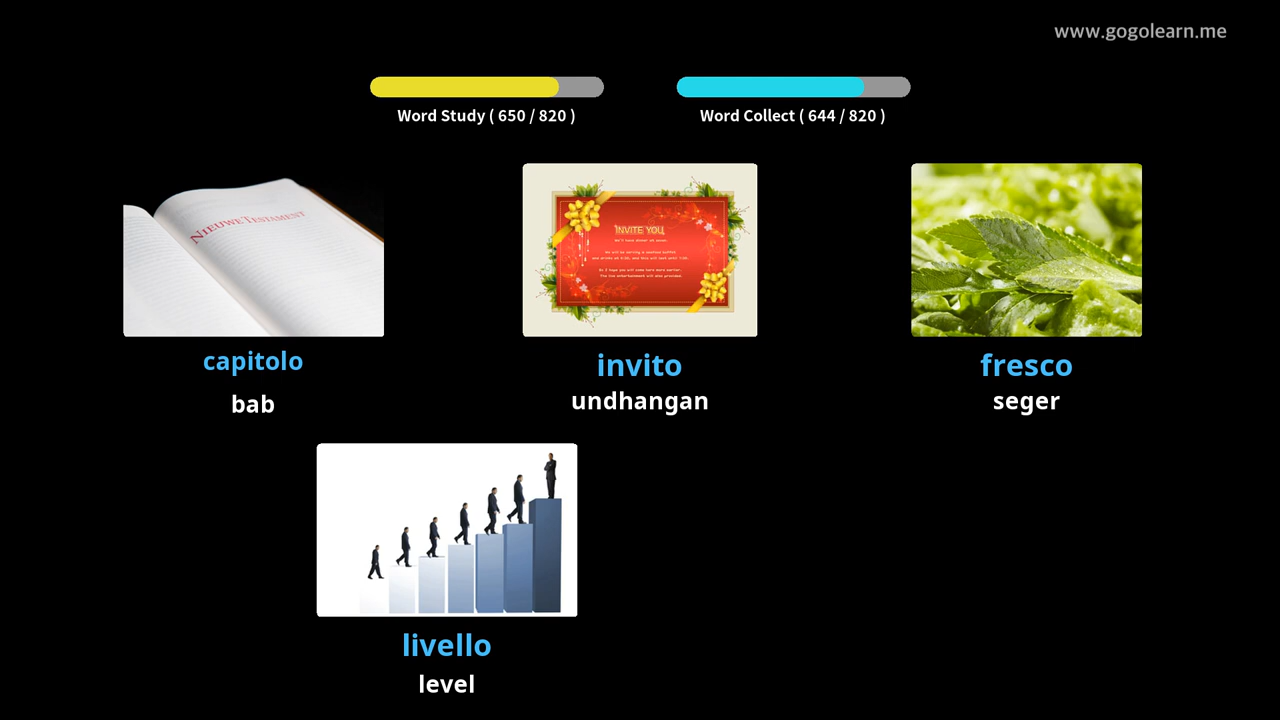 www.gogolearn.me
Word Study ( 650 / 820 )
Word Collect ( 644 / 820 )
NIEUWE TESTAMENT
INVITE YOU
capitolo
invito
fresco
bab
undhangan
seger
livello
level